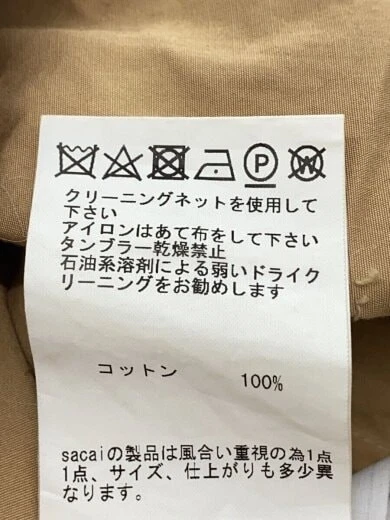 P W
クリーニングネットを使用して
下さい
アイロンはあて布をして下さい
タンブラー乾燥禁止
石油系溶剤による弱いドライク
リーニングをお勧めします
コットン 100%
sacaiの製品は風合い重視の為1点
1点、サイズ、仕上がりも多少異
なります。